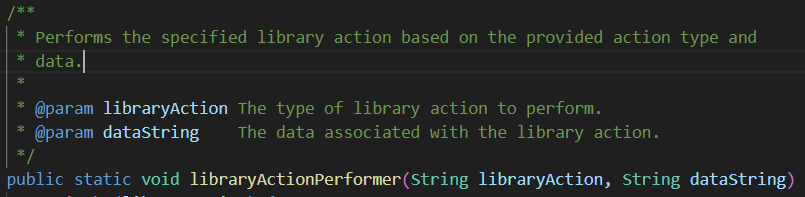 /**
 * Performs the specified library action based on the provided action type and
 * data.
 *
 * @param libraryAction The type of library action to perform.
 * @param dataString    The data associated with the library action.
 */
public static void libraryActionPerformer(String libraryAction, String dataString)